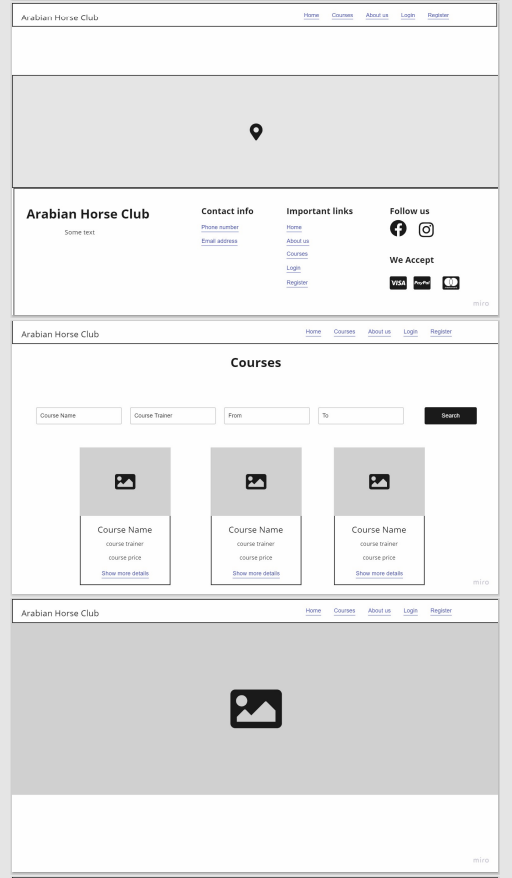 Arabian Horse Club Home Courses About us Login Register
Arabian Horse Club Contact info Important links Follow us
Some text
Phone number Home
Email address About us
Courses
We Accept
Login
Register VISA PayPal
miro
Arabian Horse Club Home Courses About us Login Register
Courses
Course Name Course Trainer From To Search
Course Name Course Name Course Name
course trainer course trainer course trainer
course price course price course price
Show more details Show more details Show more details
miro
Arabian Horse Club Home Courses About us Login Register
miro